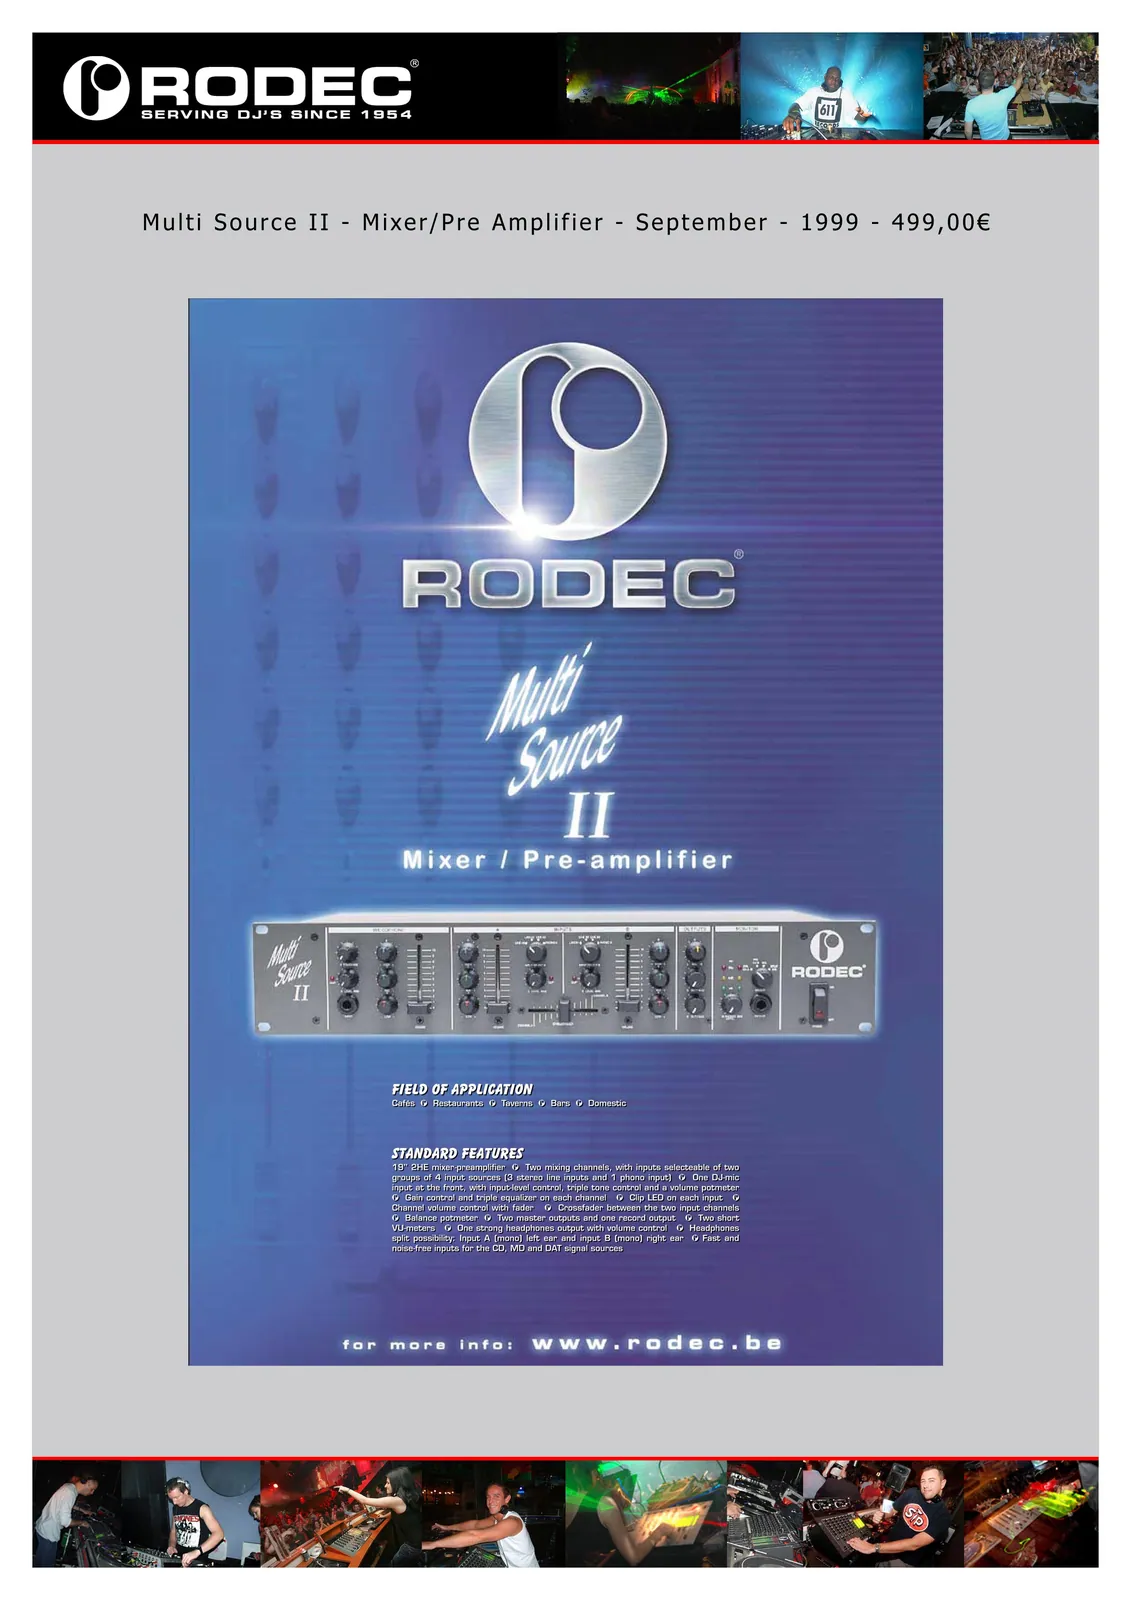 RODEC®
SERVING DJ'S SINCE 1954
611
Multi Source II - Mixer/Pre Amplifier - September - 1999 - 499,00€
RODEC®
Multi
Source
II
Mixer / Pre-amplifier
Multi
Source
II
A
INPUTS
B
OUTPUTS
MONITOR
RODEC®
FIELD OF APPLICATION
Cafés Restaurants Taverns Bars Domestic
STANDARD FEATURES
19" 2HE mixer-preamplifier Two mixing channels, with inputs selecteable of two
groups of 4 input sources (3 stereo line inputs and 1 phono input) One DJ-mic
input at the front, with input-level control, triple tone control and a volume potmeter
Gain control and triple equalizer on each channel Clip LED on each input
Channel volume control with fader Crossfader between the two input channels
Balance potmeter Two master outputs and one record output Two short
VU-meters One strong headphones output with volume control Headphones
split possibility: Input A (mono) left ear and input B (mono) right ear Fast and
noise-free inputs for the CD, MD and DAT signal sources
for more info: www.rodec.be